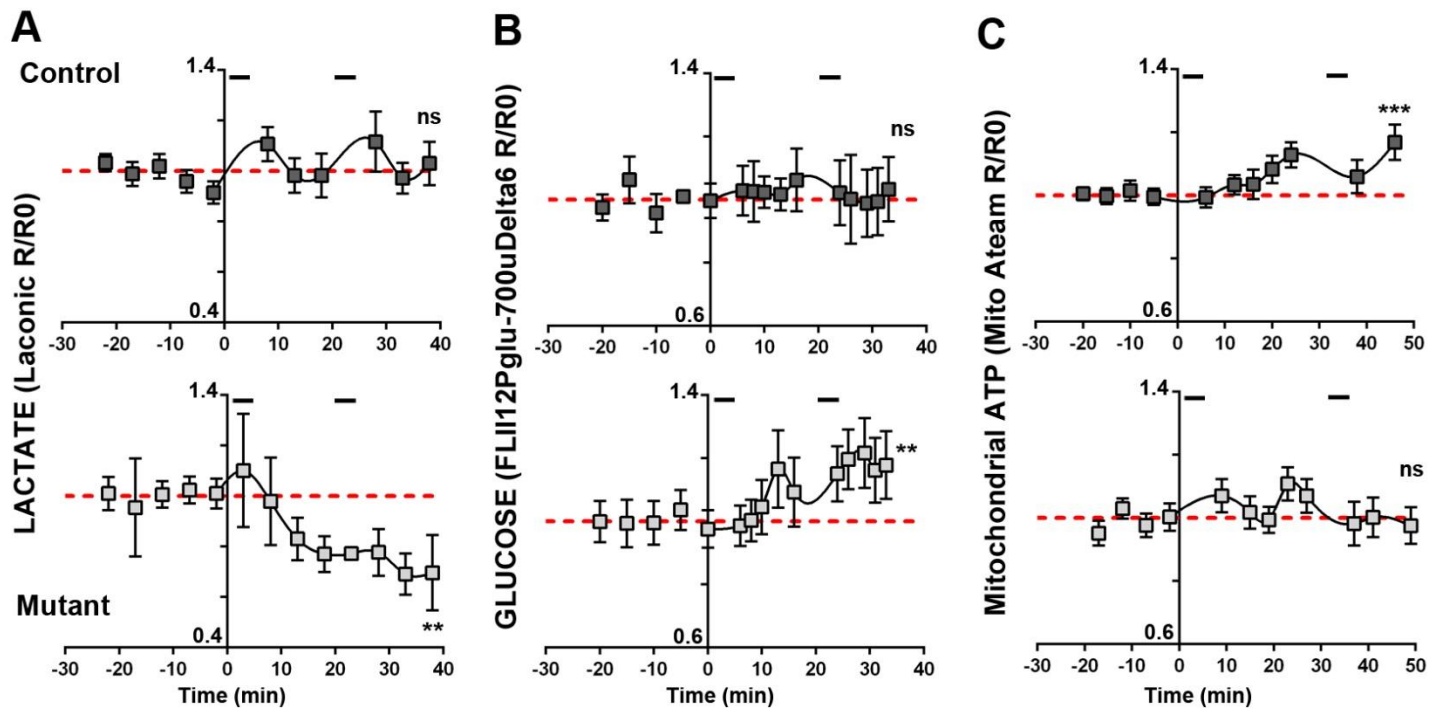 A
B
C
Control
LACTATE (Laconic R/R0)
1.4
ns
0.4
-30 -20 -10 0 10 20 30 40
1.4
0.4
Mutant
**
-30 -20 -10 0 10 20 30 40
Time (min)
GLUCOSE (FLII12Pglu-700uDelta6 R/R0)
1.4
ns
0.6
-30 -20 -10 0 10 20 30 40
1.4
**
0.6
-30 -20 -10 0 10 20 30 40
Time (min)
Mitochondrial ATP (Mito Ateam R/R0)
1.4
***
0.6
-30 -20 -10 0 10 20 30 40 50
1.4
ns
0.6
-30 -20 -10 0 10 20 30 40 50
Time (min)